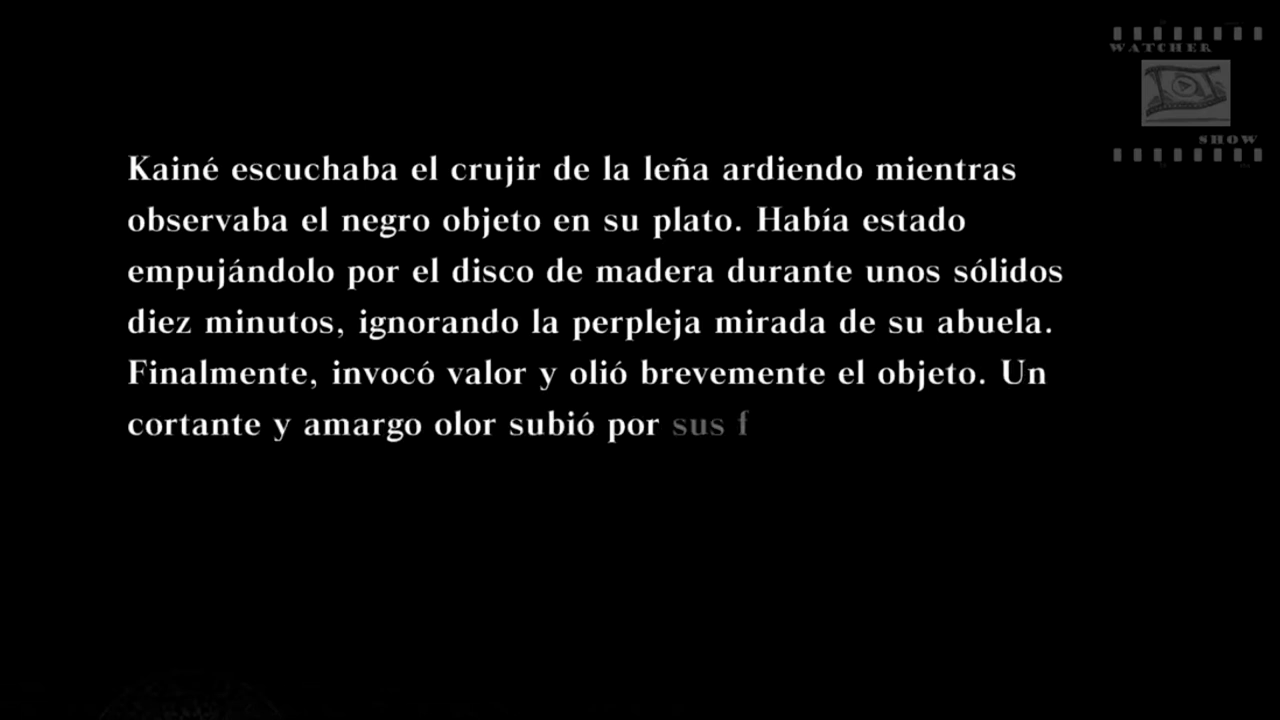 WATCHER
SHOW
Kainé escuchaba el crujir de la leña ardiendo mientras
observaba el negro objeto en su plato. Había estado
empujándolo por el disco de madera durante unos sólidos
diez minutos, ignorando la perpleja mirada de su abuela.
Finalmente, invocó valor y olió brevemente el objeto. Un
cortante y amargo olor subió por sus f